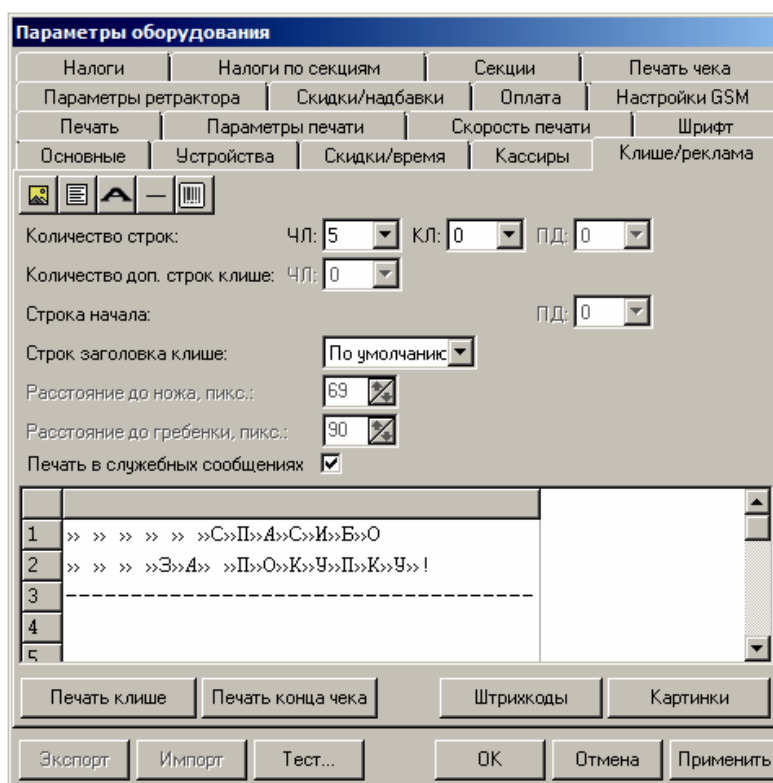 Параметры оборудования
Налоги Налоги по секциям Секции Печать чека
Параметры ретрактора Скидки/надбавки Оплата Настройки GSM
Печать Параметры печати Скорость печати Шрифт
Основные Устройства Скидки/время Кассиры Клише/реклама
Количество строк: ЧЛ: 5 КЛ: 0 ПД: 0
Количество доп. строк клише: ЧЛ: 0
Строка начала: ПД: 0
Строк заголовка клише: По умолчанию
Расстояние до ножа, пикс.: 69
Расстояние до гребенки, пикс.: 90
Печать в служебных сообщениях
1 » » » » » »С»П»А»С»И»Б»О
2 » » » »З»А» »П»О»К»У»П»К»У»!
3 -------------------------------------
4
5
Печать клише Печать конца чека Штрихкоды Картинки
Экспорт Импорт Тест... OK Отмена Применить